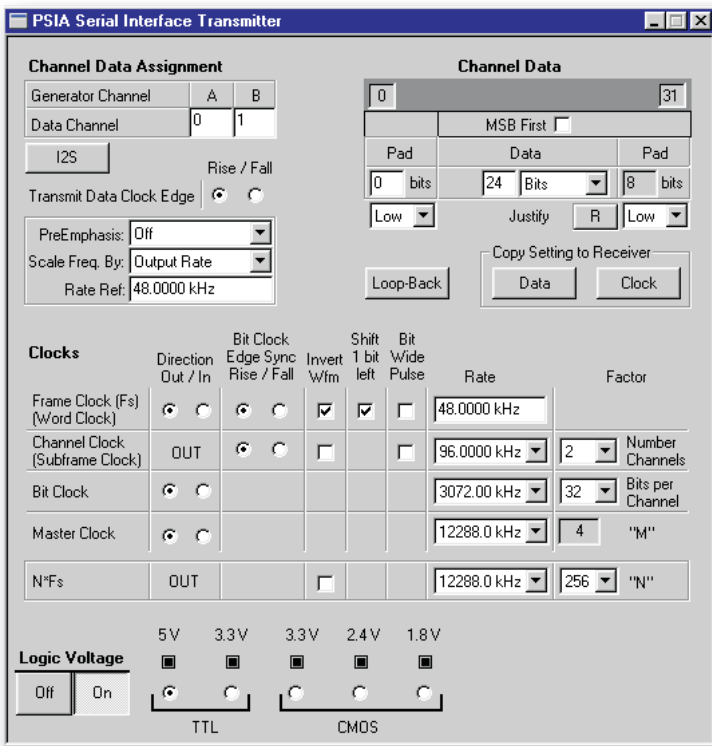 PSIA Serial Interface Transmitter
Channel Data Assignment
Generator Channel A B
Data Channel 0 1
I2S
Rise / Fall
Transmit Data Clock Edge
PreEmphasis: Off
Scale Freq. By: Output Rate
Rate Ref: 48.0000 kHz
Channel Data
0 31
MSB First
Pad Data Pad
0 bits 24 Bits 8 bits
Low Justify R Low
Copy Setting to Receiver
Loop-Back Data Clock
Clocks
Direction
Out / In
Bit Clock
Edge Sync
Rise / Fall
Invert
Wfm
Shift
1 bit
left
Bit
Wide
Pulse
Rate
Factor
Frame Clock (Fs)
(Word Clock)
48.0000 kHz
Channel Clock
(Subframe Clock)
OUT
96.0000 kHz
2
Number
Channels
Bit Clock
3072.00 kHz
32
Bits per
Channel
Master Clock
12288.0 kHz
4
"M"
N*Fs
OUT
12288.0 kHz
256
"N"
5 V 3.3 V 3.3 V 2.4 V 1.8 V
Logic Voltage
Off On
TTL CMOS